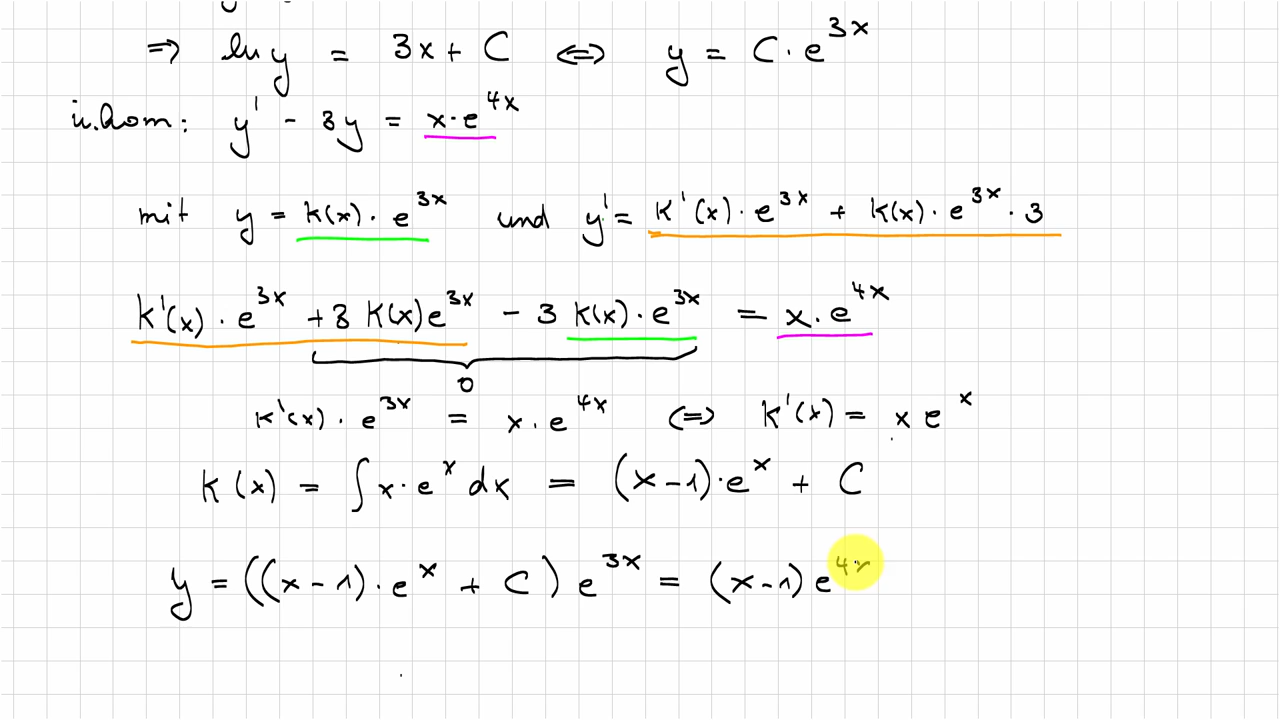 ⇒ ln y = 3x + C ⇔ y = C · e^{3x}
in.hom: y' - 3y = x·e^{4x}
mit y = K(x) · e^{3x} und y' = K'(x) · e^{3x} + K(x) · e^{3x} · 3
K'(x) · e^{3x} + 3 K(x) e^{3x} - 3 K(x) · e^{3x} = x · e^{4x}
0
K'(x) · e^{3x} = x · e^{4x} ⇔ K'(x) = x e^{x}
K(x) = ∫ x · e^{x} dx = (x-1) · e^{x} + C
y = ((x-1) · e^{x} + C) e^{3x} = (x-1) e^{4x}